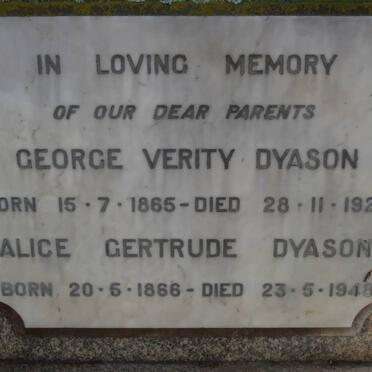 IN LOVING MEMORY
OF OUR DEAR PARENTS
GEORGE VERITY DYASON
ORN 15·7·1865-DIED 28·11·192
ALICE GERTRUDE DYASON
BORN 20·5·1866-DIED 23·5·1948